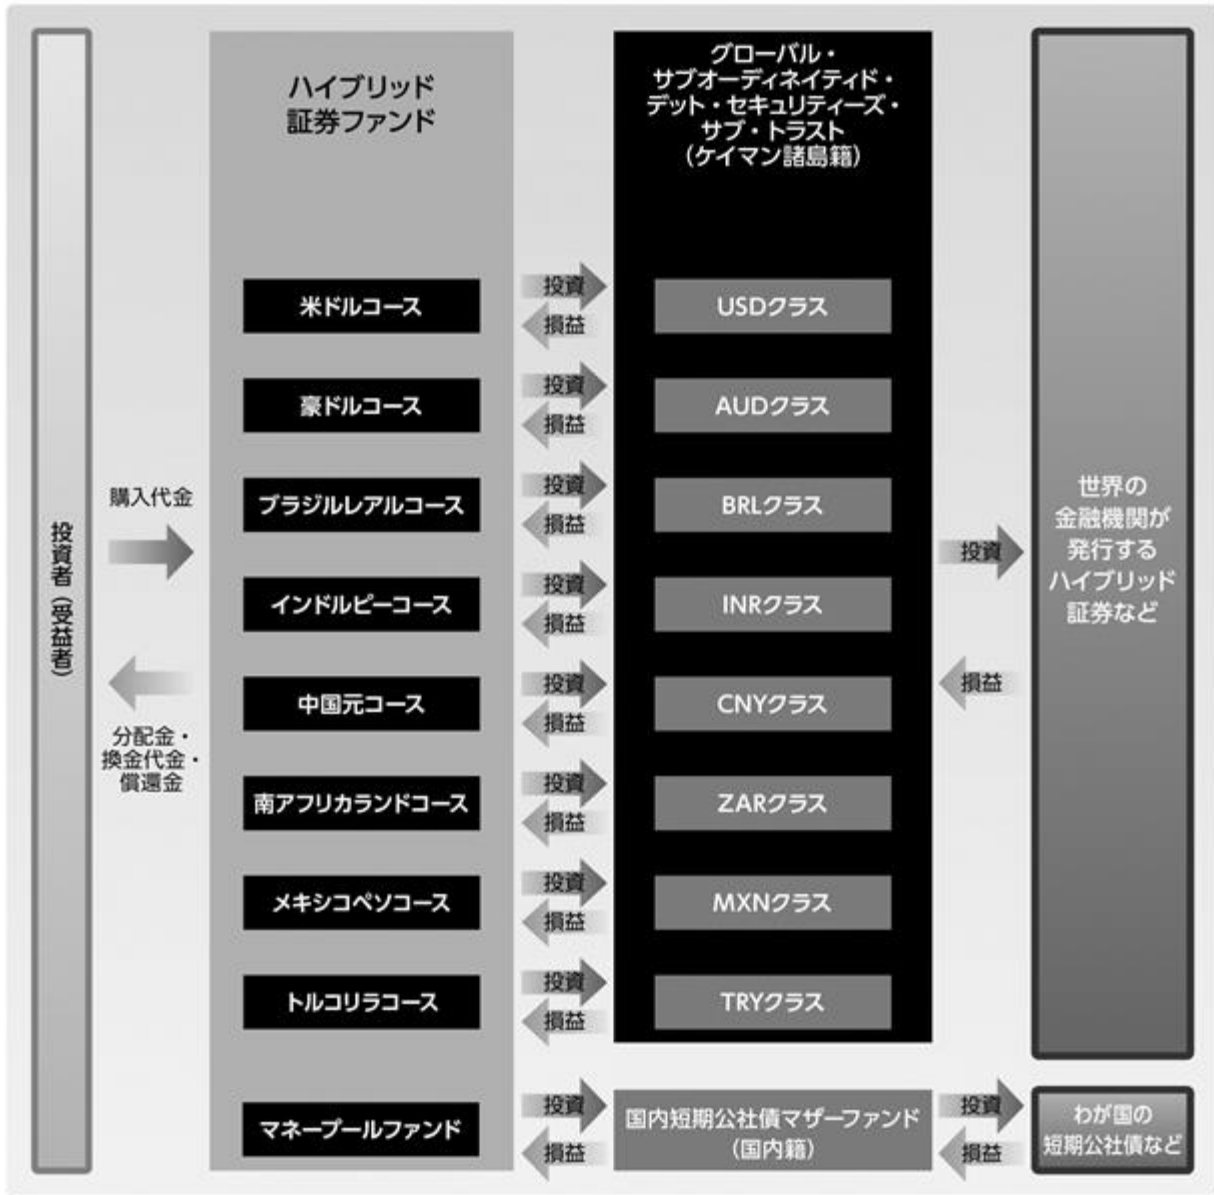 投資者（受益者）
購入代金
分配金・
換金代金・
償還金
ハイブリッド
証券ファンド
グローバル・
サブオーディネイティド・
デット・セキュリティーズ・
サブ・トラスト
（ケイマン諸島籍）
米ドルコース
投資
損益
USDクラス
豪ドルコース
投資
損益
AUDクラス
ブラジルレアルコース
投資
損益
BRLクラス
インドルピーコース
投資
損益
INRクラス
中国元コース
投資
損益
CNYクラス
南アフリカランドコース
投資
損益
ZARクラス
メキシコペソコース
投資
損益
MXNクラス
トルコリラコース
投資
損益
TRYクラス
投資
損益
世界の
金融機関が
発行する
ハイブリッド
証券など
マネープールファンド
投資
損益
国内短期公社債マザーファンド
（国内籍）
投資
損益
わが国の
短期公社債など